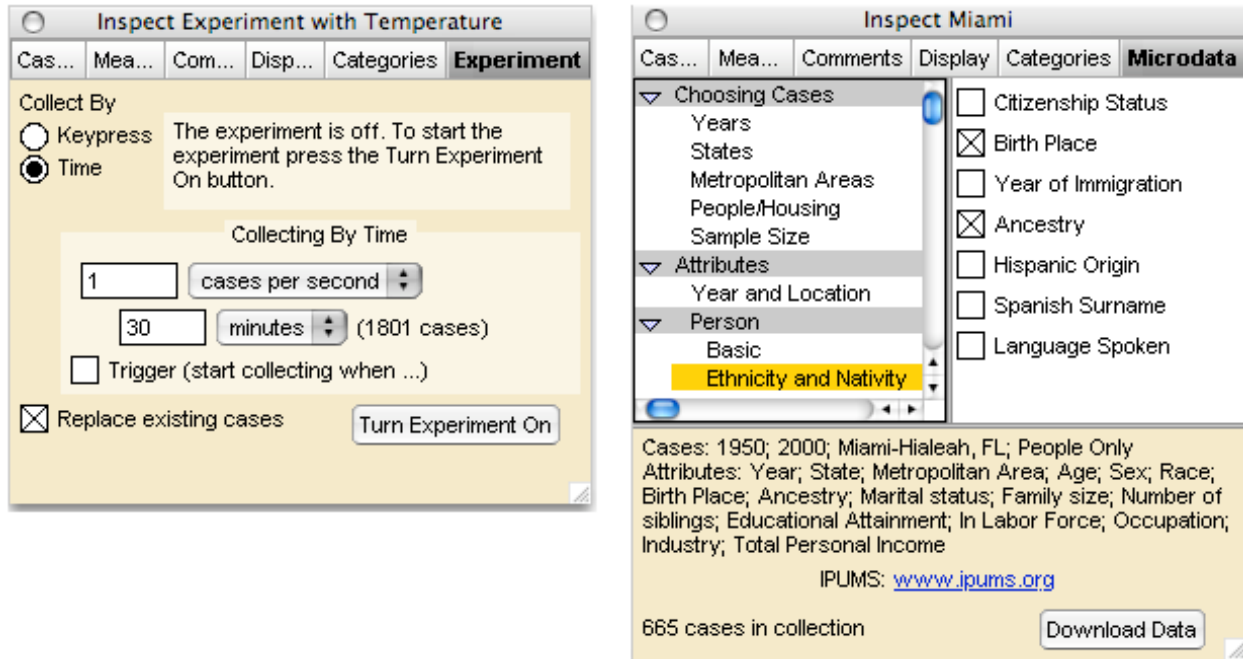 Inspect Experiment with Temperature
Cas... Mea... Com... Disp... Categories Experiment
Collect By
Keypress
Time
The experiment is off. To start the
experiment press the Turn Experiment
On button.
Collecting By Time
1 cases per second
30 minutes (1801 cases)
Trigger (start collecting when ...)
Replace existing cases
Turn Experiment On
Inspect Miami
Cas... Mea... Comments Display Categories Microdata
Choosing Cases
Years
States
Metropolitan Areas
People/Housing
Sample Size
Attributes
Year and Location
Person
Basic
Ethnicity and Nativity
Citizenship Status
Birth Place
Year of Immigration
Ancestry
Hispanic Origin
Spanish Surname
Language Spoken
Cases: 1950; 2000; Miami-Hialeah, FL; People Only
Attributes: Year; State; Metropolitan Area; Age; Sex; Race;
Birth Place; Ancestry; Marital status; Family size; Number of
siblings; Educational Attainment; In Labor Force; Occupation;
Industry; Total Personal Income
IPUMS: www.ipums.org
665 cases in collection
Download Data